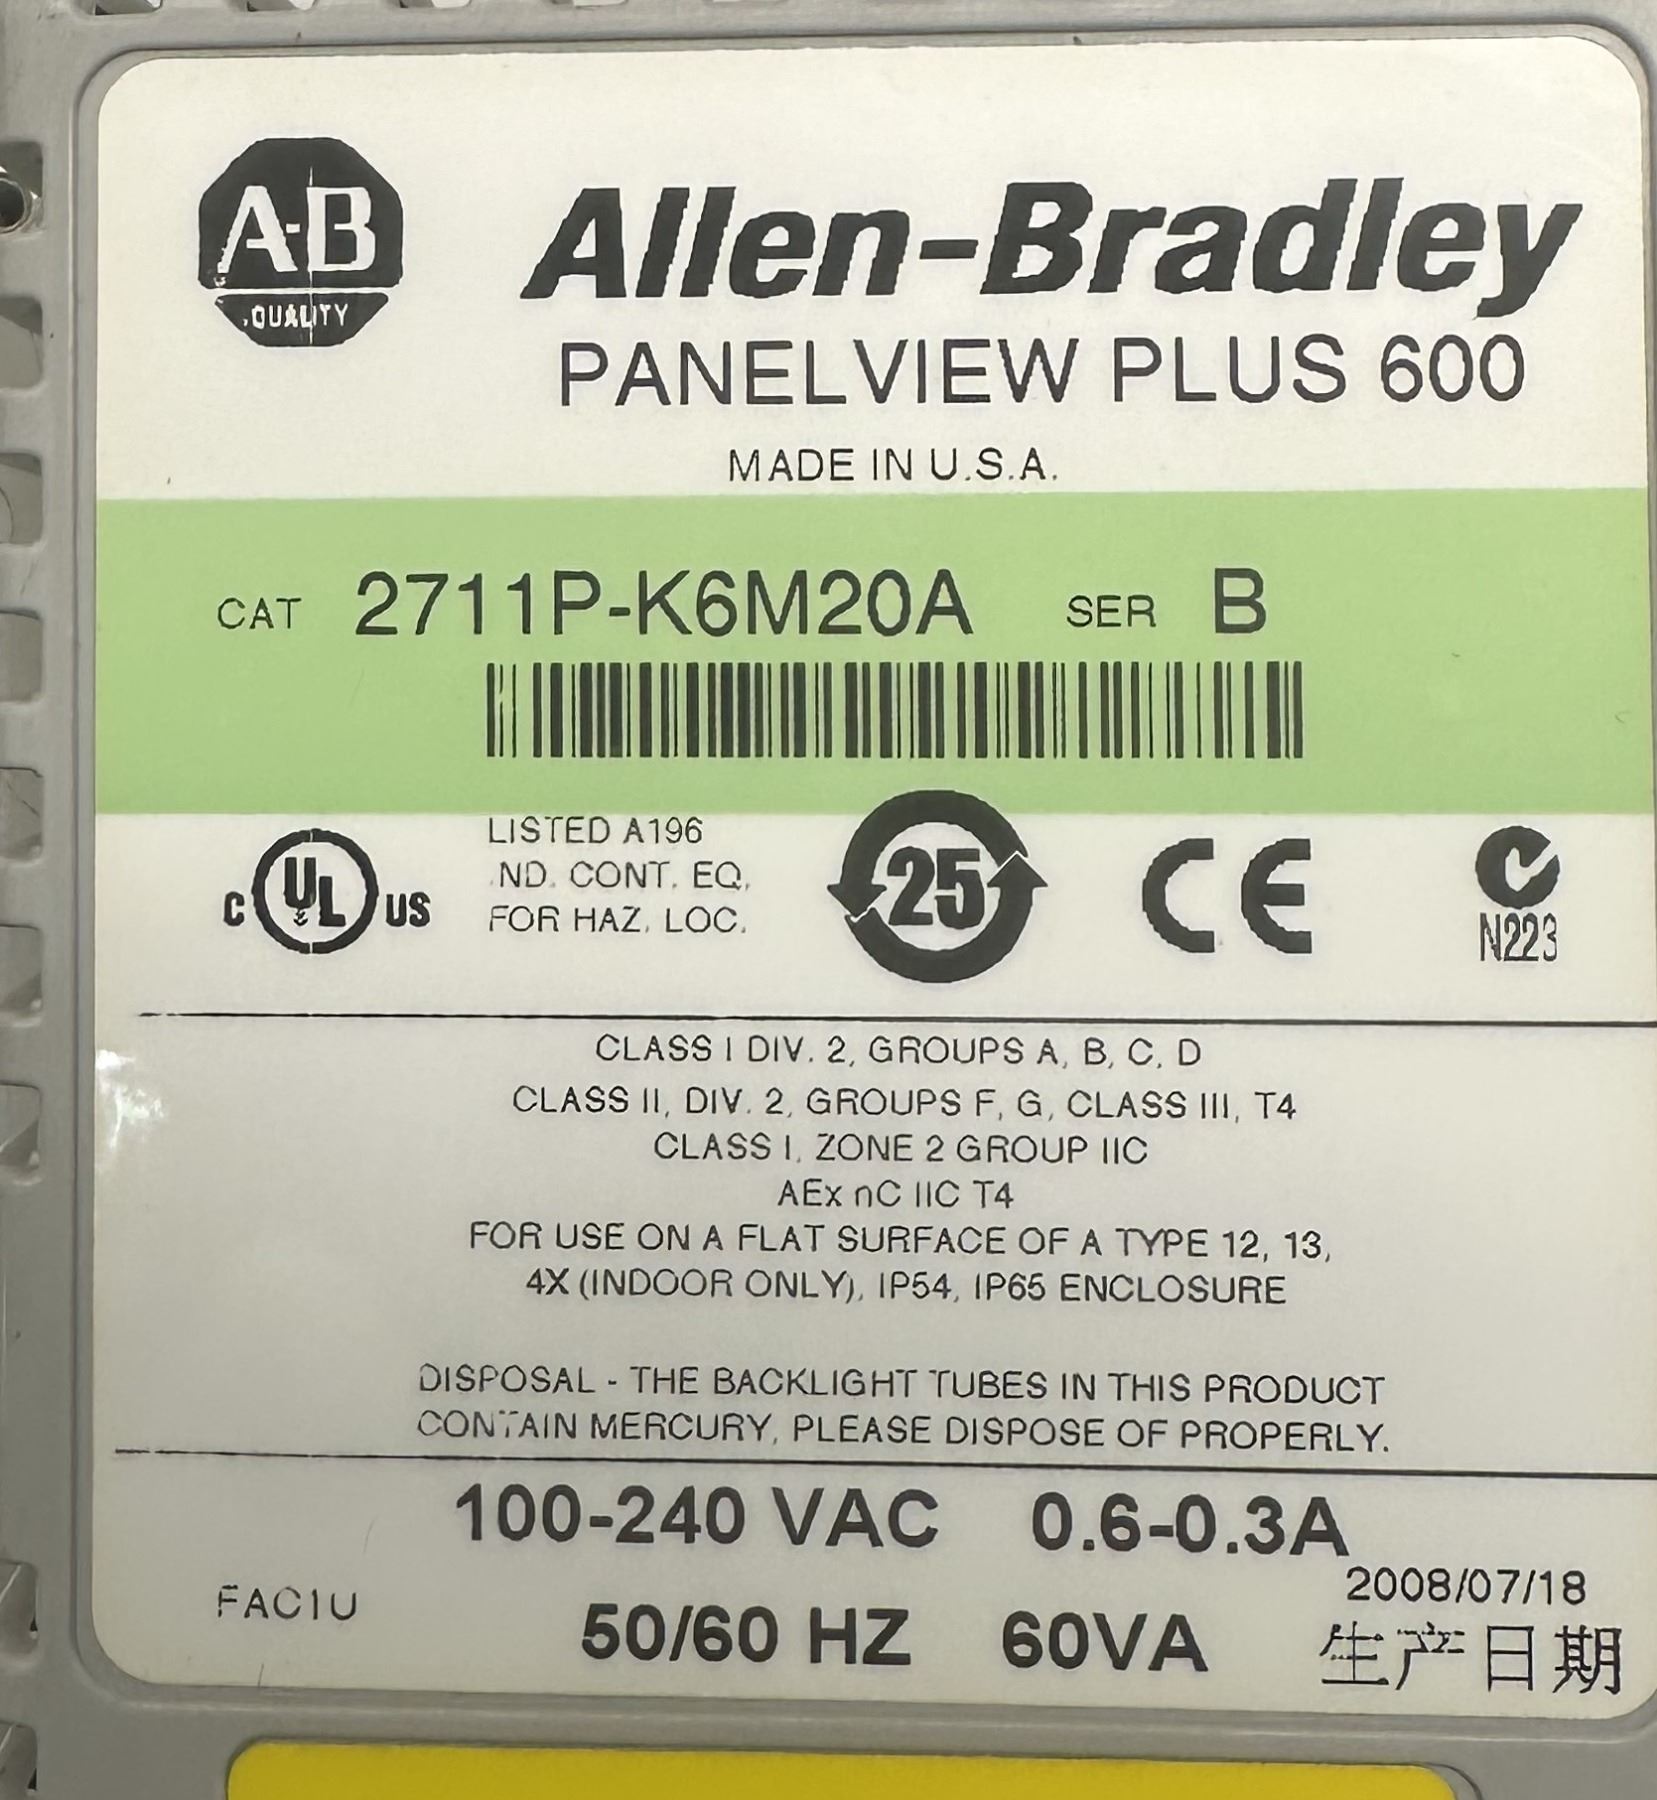 A-B
QUALITY
Allen-Bradley
PANELVIEW PLUS 600
MADE IN U.S.A.
CAT 2711P-K6M20A SER B
C UL US
LISTED A196
IND. CONT. EQ.
FOR HAZ. LOC.
25
CE
N223
CLASS I DIV. 2, GROUPS A, B, C, D
CLASS II, DIV. 2, GROUPS F, G, CLASS III, T4
CLASS I, ZONE 2 GROUP IIC
AEx nC IIC T4
FOR USE ON A FLAT SURFACE OF A TYPE 12, 13,
4X (INDOOR ONLY), IP54, IP65 ENCLOSURE
DISPOSAL - THE BACKLIGHT TUBES IN THIS PRODUCT
CONTAIN MERCURY, PLEASE DISPOSE OF PROPERLY.
100-240 VAC 0.6-0.3A
FAC1U
50/60 HZ 60VA
2008/07/18
生产日期